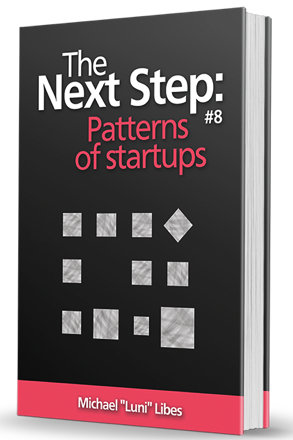 The
Next Step:
#8
Patterns
of startups
Michael "Luni" Libes